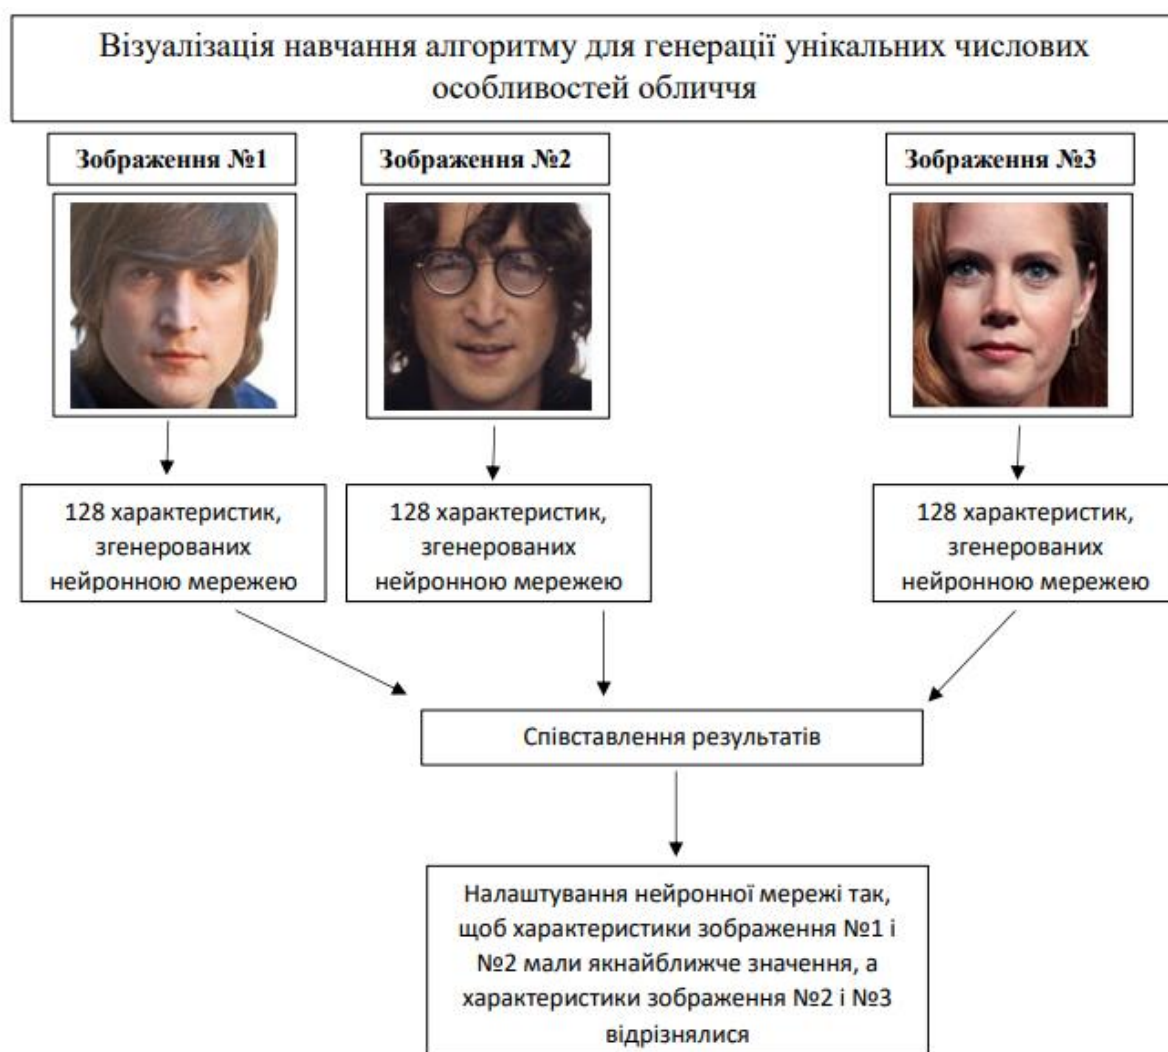 Візуалізація навчання алгоритму для генерації унікальних числових
особливостей обличчя
Зображення №1
Зображення №2
Зображення №3
128 характеристик,
згенерованих
нейронною мережею
128 характеристик,
згенерованих
нейронною мережею
128 характеристик,
згенерованих
нейронною мережею
Співставлення результатів
Налаштування нейронної мережі так,
щоб характеристики зображення №1 і
№2 мали якнайближче значення, а
характеристики зображення №2 і №3
відрізнялися